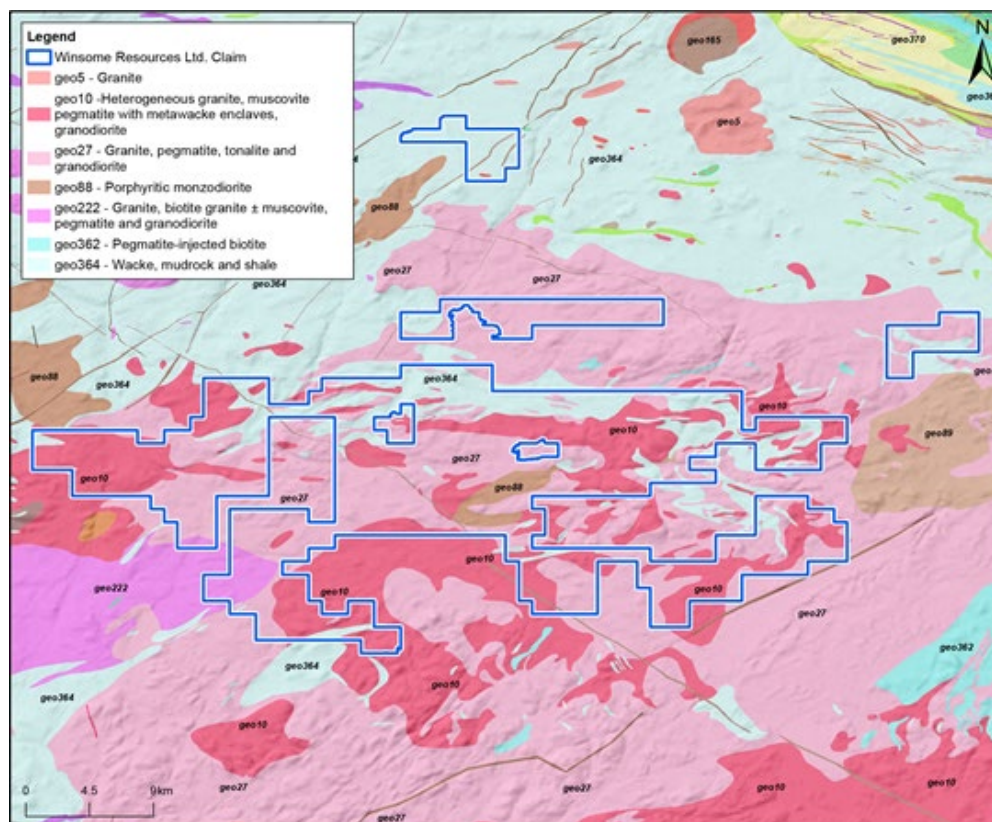 Legend
Winsome Resources Ltd. Claim
geo5 - Granite
geo10 -Heterogeneous granite, muscovite
pegmatite with metawacke enclaves,
granodiorite
geo27 - Granite, pegmatite, tonalite and
granodiorite
geo88 - Porphyritic monzodiorite
geo222 - Granite, biotite granite ± muscovite,
pegmatite and granodiorite
geo362 - Pegmatite-injected biotite
geo364 - Wacke, mudrock and shale
geo165
geo370
N
geo5
geo364
geo88
geo27
geo27
geo364
geo88
geo364
geo364
geo10
geo10
geo89
geo27
geo10
geo88
geo27
geo10
geo222
geo10
geo10
geo27
geo362
geo364
geo364
geo10
geo10
geo27
geo27
geo10
geo10
geo27
0 4.5 9km